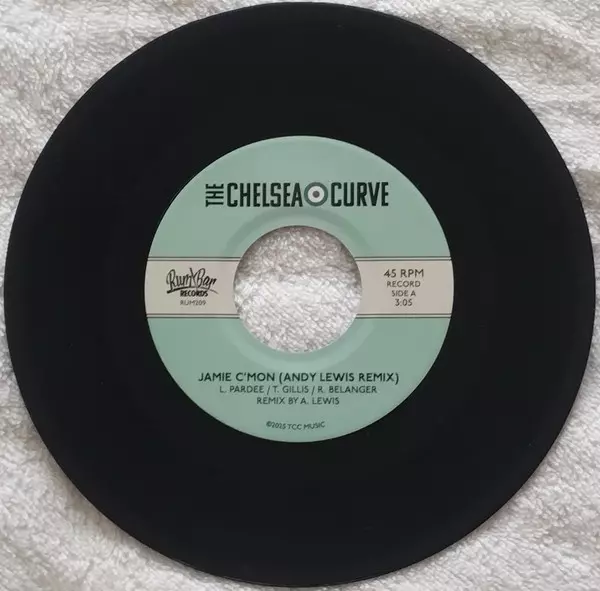 THE CHELSEA CURVE
Rum Bar
RECORDS
RUM209
45 RPM
RECORD
SIDE A
3:05
JAMIE C'MON (ANDY LEWIS REMIX)
L. PARDEE / T. GILLIS / R. BELANGER
REMIX BY A. LEWIS
©2025 TCC MUSIC